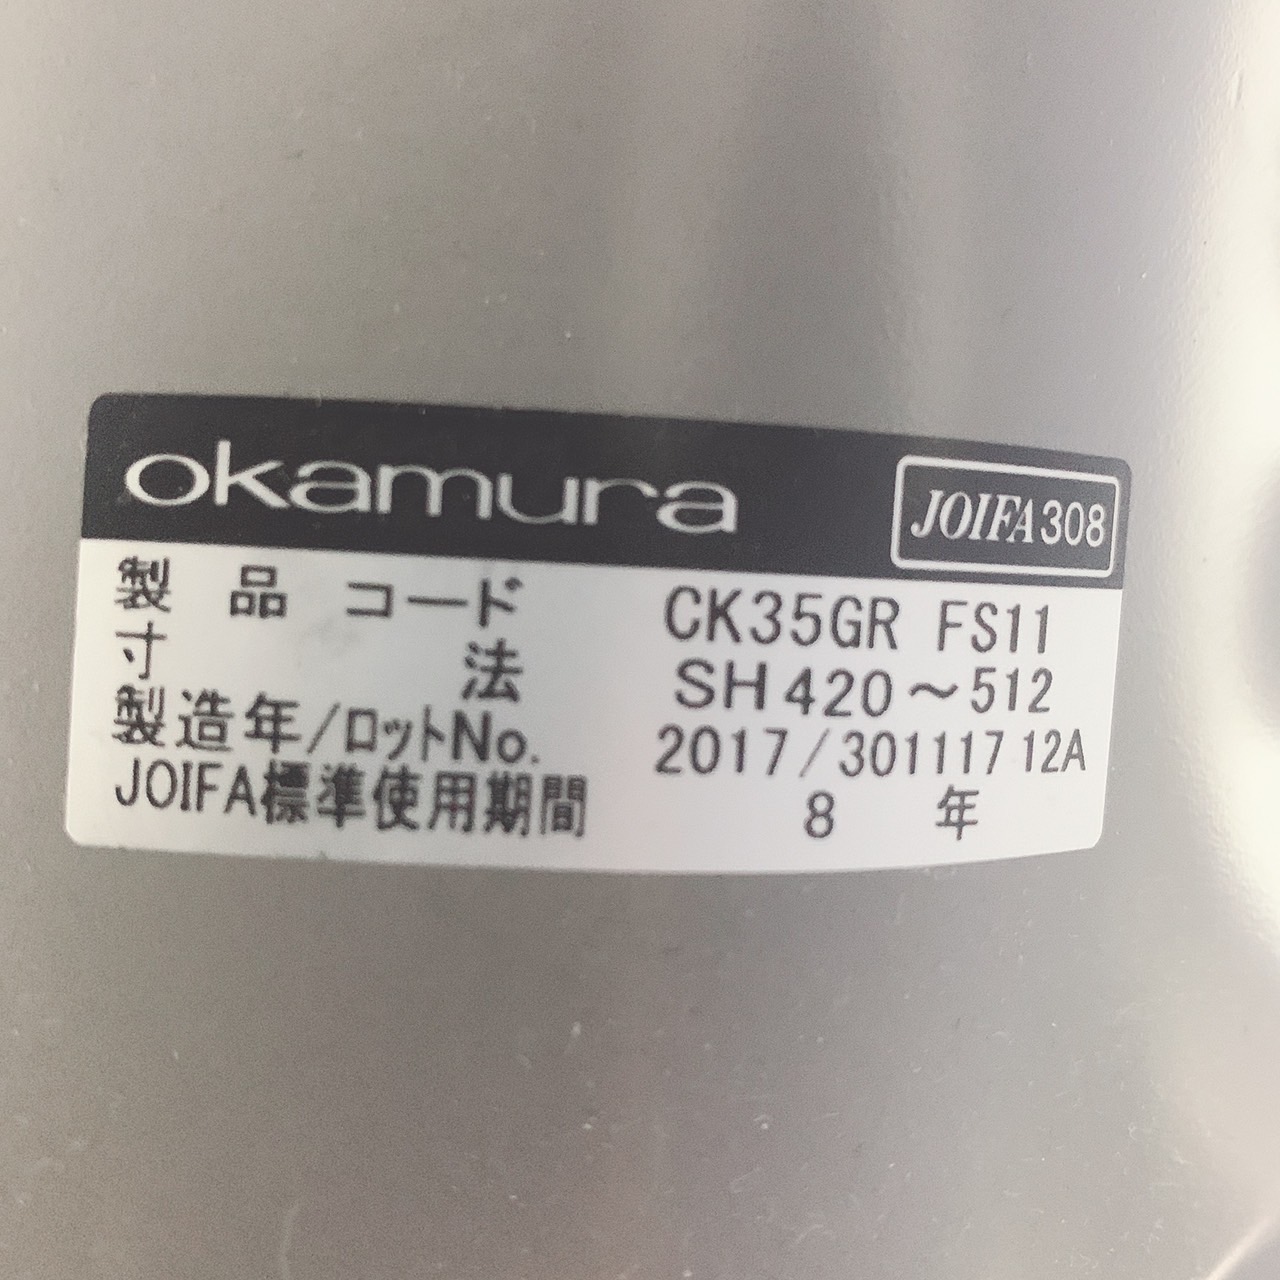 okamura JOIFA308
製品コード CK35GR FS11
寸法 SH420～512
製造年/ロットNo. 2017/301117 12A
JOIFA標準使用期間 8年